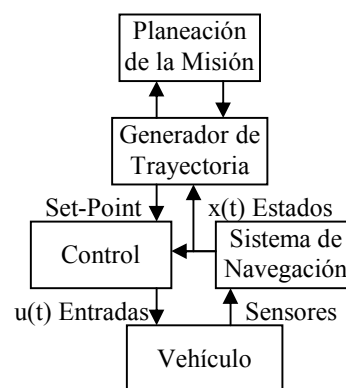 Planeación
de la Misión
Generador de
Trayectoria
Set-Point
x(t) Estados
Control
Sistema de
Navegación
u(t) Entradas
Sensores
Vehículo